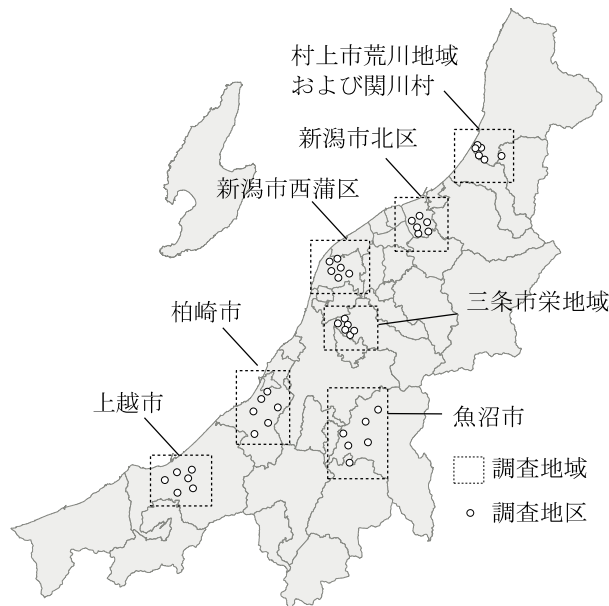 村上市荒川地域
および関川村
新潟市北区
新潟市西蒲区
三条市栄地域
柏崎市
上越市
魚沼市
調査地域
調査地区